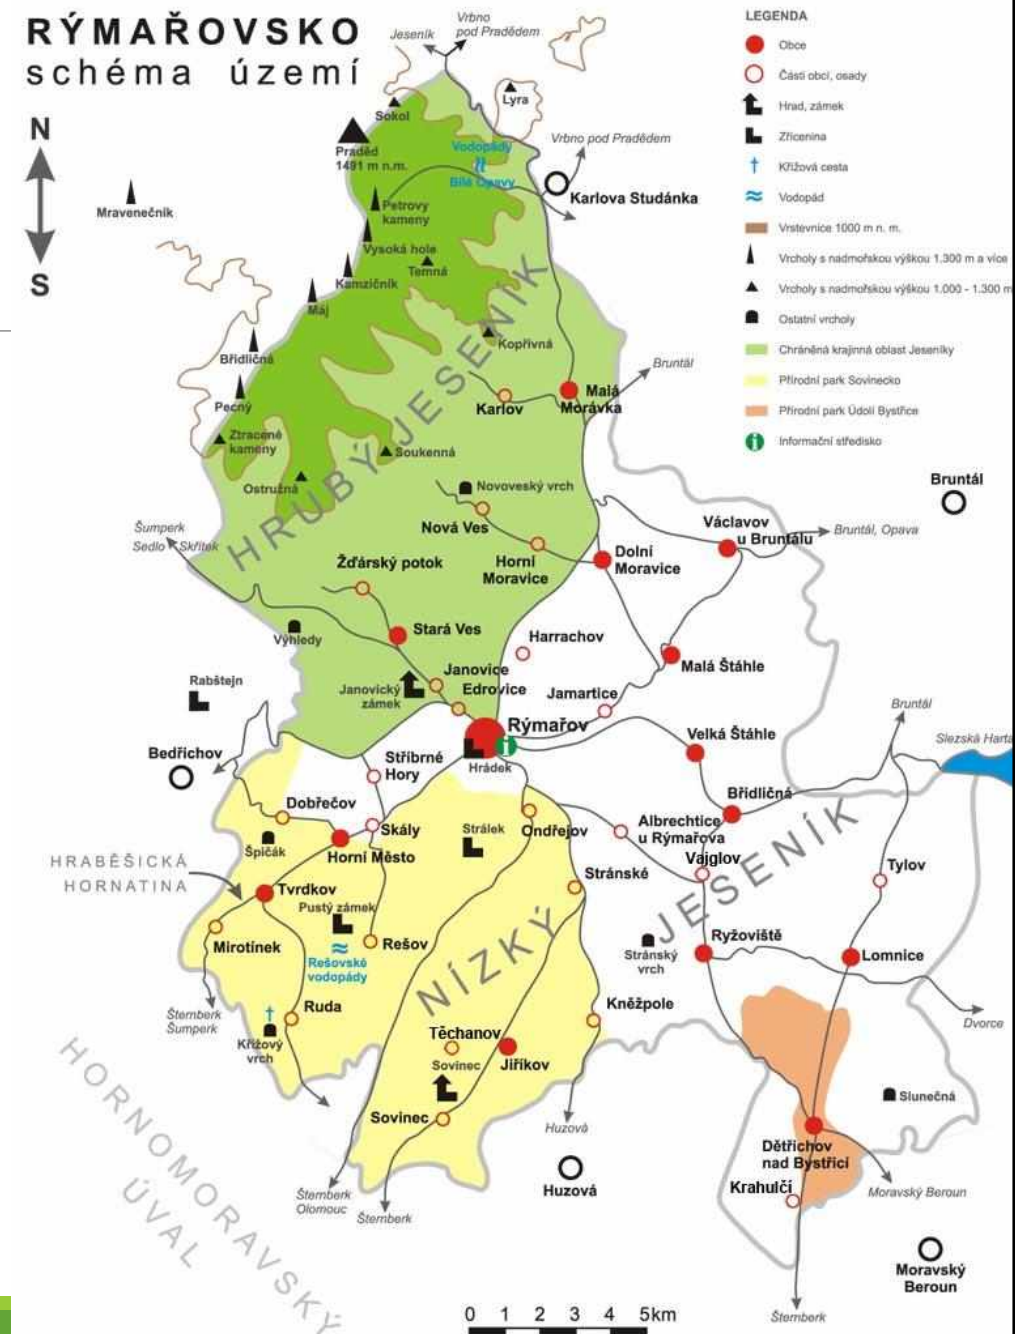 RÝMAŘOVSKO
schéma území
N
S
Jeseník
Vrbno
pod Pradědem
LEGENDA
Obce
Části obcí, osady
Hrad, zámek
Zřícenina
Křížová cesta
Vodopád
Vrstevnice 1000 m n. m.
Vrcholy s nadmořskou výškou 1.300 m a více
Vrcholy s nadmořskou výškou 1.000 - 1.300 m
Ostatní vrcholy
Chráněná krajinná oblast Jeseníky
Přírodní park Sovinecko
Přírodní park Údolí Bystřice
Informační středisko
Sokol
Lyra
Praděd
1491 m n.m.
Vodopády
Bílé Opavy
Vrbno pod Pradědem
Karlova Studánka
Mravenečník
Petrovy
kameny
Vysoká hole
Temná
Kamzičník
Máj
Břidličná
Kopřivná
Pecný
Karlov
Malá
Morávka
Bruntál
Ztracené
kameny
Soukenná
Ostružná
HRUBÝ JESENÍK
Novoveský vrch
Nová Ves
Bruntál
Šumperk
Sedlo Skřítek
Žďárský potok
Horní
Moravice
Dolní
Moravice
Václavov
u Bruntálu
Bruntál, Opava
Výhledy
Stará Ves
Harrachov
Malá Štáhle
Rabštejn
Janovický
zámek
Janovice
Edrovice
Jamartice
Rýmařov
Hrádek
Velká Štáhle
Bruntál
Slezská Harta
Bedřichov
Stříbrné
Hory
Břidličná
Dobřečov
Skály
Strálek
Ondřejov
Albrechtice
u Rýmařova
Špičák
Horní Město
Vajglov
HRABĚŠICKÁ
HORNATINA
Tvrdkov
Stránské
Tylov
Pustý zámek
Mirotínek
Rešov
Rešovské
vodopády
NÍZKÝ JESENÍK
Stránský
vrch
Ryžoviště
Lomnice
Šternberk
Šumperk
Ruda
Křížový
vrch
Kněžpole
Dvorce
Těchanov
Sovinec
Jiříkov
Sovinec
Slunečná
HORNOMORAVSKÝ
ÚVAL
Huzová
Huzová
Dětřichov
nad Bystřicí
Krahulčí
Moravský Beroun
Šternberk
Olomouc
Šternberk
Moravský
Beroun
Šternberk
0 1 2 3 4 5km